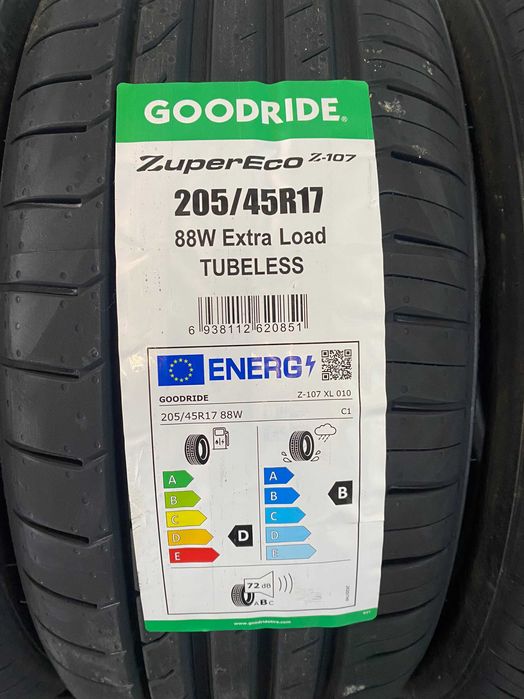 GOODRIDE®
ZuperEco Z-107
205/45R17
88W Extra Load
TUBELESS
6 938112 620851
ENERG
GOODRIDE Z-107 XL 010
205/45R17 88W C1
A A
B B B
C C
D D D
E E
72 dB
ABC
www.goodridetire.com